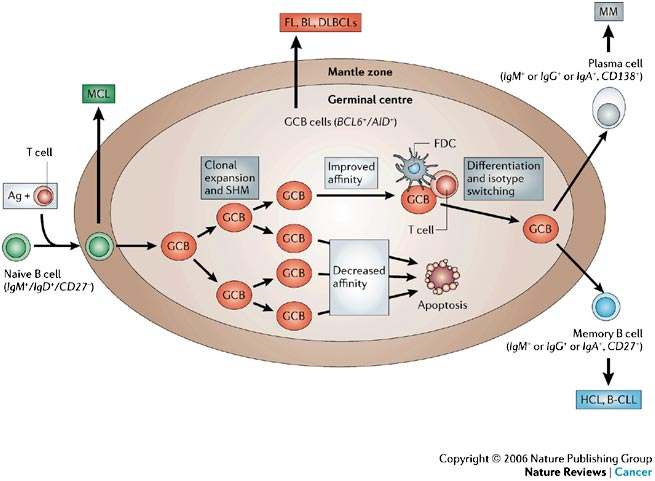 FL, BL, DLBCLs
MM
Plasma cell
(IgM⁺ or IgG⁺ or IgA⁺, CD138⁺)
Mantle zone
MCL
Germinal centre
GCB cells (BCL6⁺/AID⁺)
T cell
Ag +
Clonal
expansion
and SHM
Improved
affinity
FDC
Differentiation and isotype
switching
GCB
GCB
GCB
T cell
GCB
GCB
GCB
GCB
GCB
GCB
Decreased
affinity
Apoptosis
Naive B cell
(IgM⁺/IgD⁺/CD27⁻)
Memory B cell
(IgM⁺ or IgG⁺ or IgA⁺, CD27⁺)
HCL, B-CLL
Copyright © 2006 Nature Publishing Group
Nature Reviews | Cancer